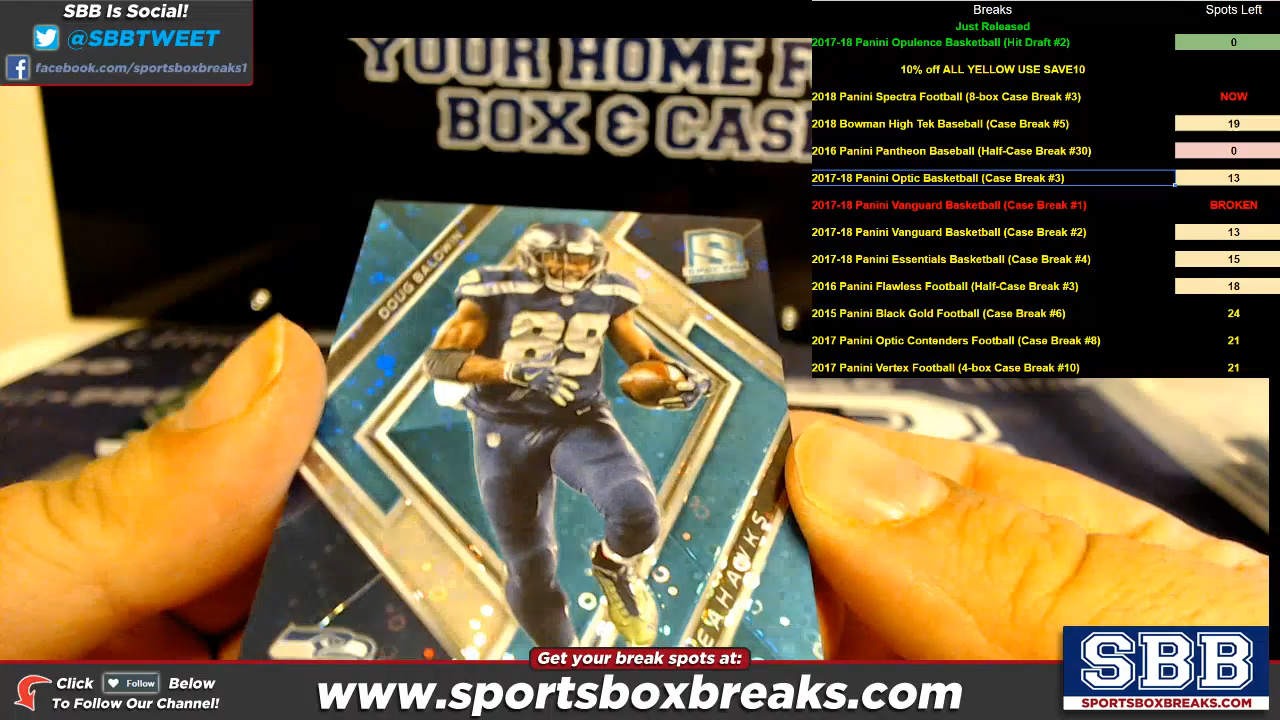 SBB Is Social!
@SBBTWEET
facebook.com/sportsboxbreaks1
YOUR HOME F
BOX & CAS
Breaks Spots Left
Just Released
2017-18 Panini Opulence Basketball (Hit Draft #2) 0
10% off ALL YELLOW USE SAVE10
2018 Panini Spectra Football (8-box Case Break #3) NOW
2018 Bowman High Tek Baseball (Case Break #5) 19
2016 Panini Pantheon Baseball (Half-Case Break #30) 0
2017-18 Panini Optic Basketball (Case Break #3) 13
2017-18 Panini Vanguard Basketball (Case Break #1) BROKEN
2017-18 Panini Vanguard Basketball (Case Break #2) 13
2017-18 Panini Essentials Basketball (Case Break #4) 15
2016 Panini Flawless Football (Half-Case Break #3) 18
2015 Panini Black Gold Football (Case Break #6) 24
2017 Panini Optic Contenders Football (Case Break #8) 21
2017 Panini Vertex Football (4-box Case Break #10) 21
DOUG BALDWIN
S
SPECTRA
EAHAWKS
Get your break spots at:
Click Follow Below
To Follow Our Channel!
www.sportsboxbreaks.com
SBB
SPORTSBOXBREAKS.COM